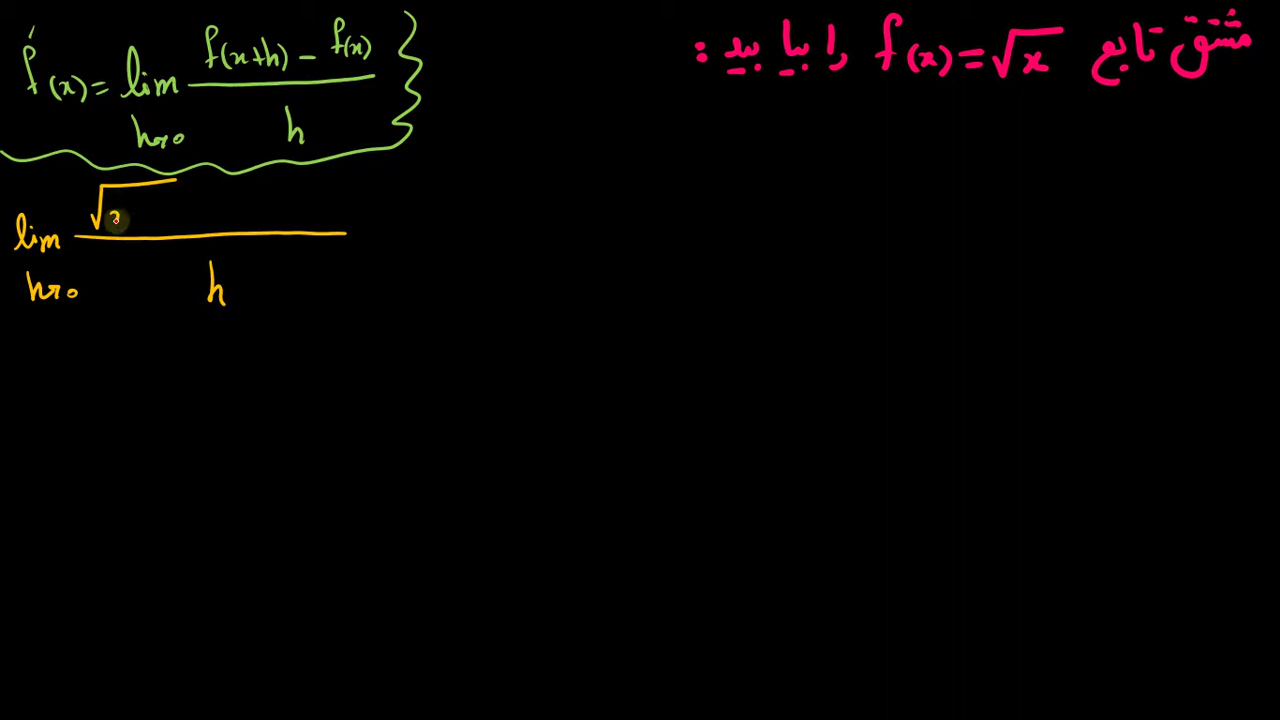 مشتق تابع f(x)=√x را بیابید :
f́(x)= lim h→0 (f(x+h) − f(x)) / h
lim h→0 √ / h